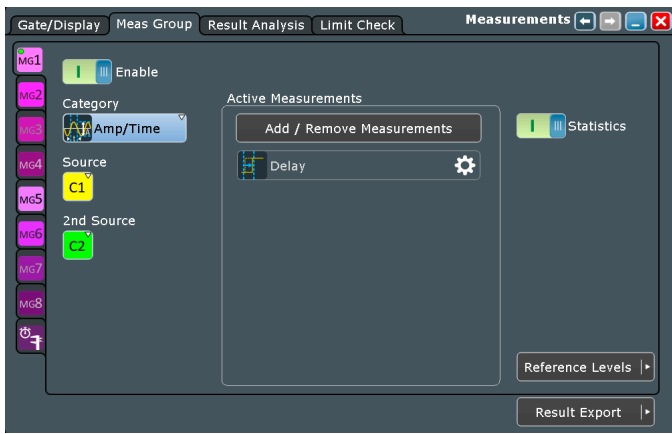 Gate/Display Meas Group Result Analysis Limit Check Measurements
MG1
Enable
MG2
Category
Active Measurements
Amp/Time
Add / Remove Measurements
Statistics
MG3
MG4
Source
Delay
C1
MG5
2nd Source
MG6
C2
MG7
MG8
Reference Levels
Result Export